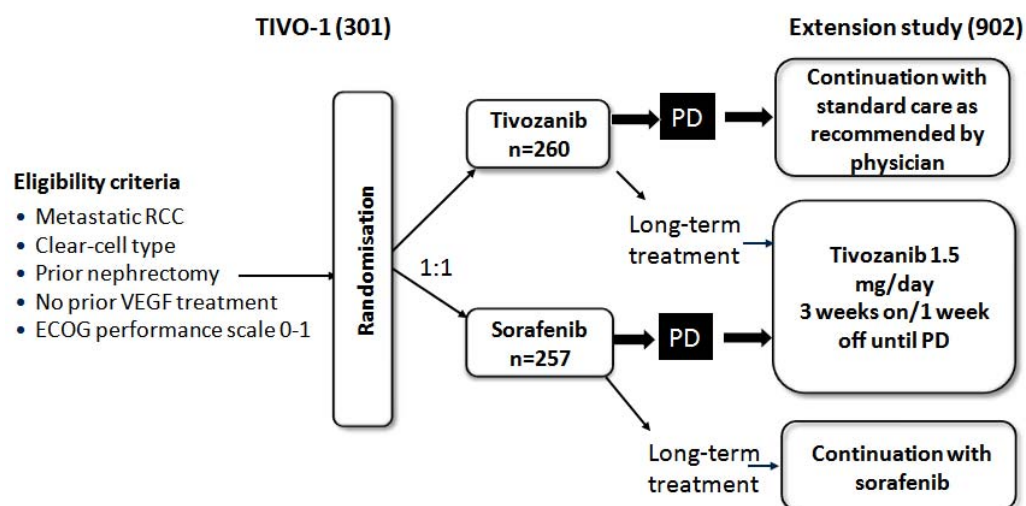 TIVO-1 (301)
Extension study (902)
Eligibility criteria
• Metastatic RCC
• Clear-cell type
• Prior nephrectomy
• No prior VEGF treatment
• ECOG performance scale 0-1
Randomisation
1:1
Tivozanib
n=260
PD
Continuation with
standard care as
recommended by
physician
Long-term
treatment
Tivozanib 1.5
mg/day
3 weeks on/1 week
off until PD
Sorafenib
n=257
PD
Long-term
treatment
Continuation with
sorafenib